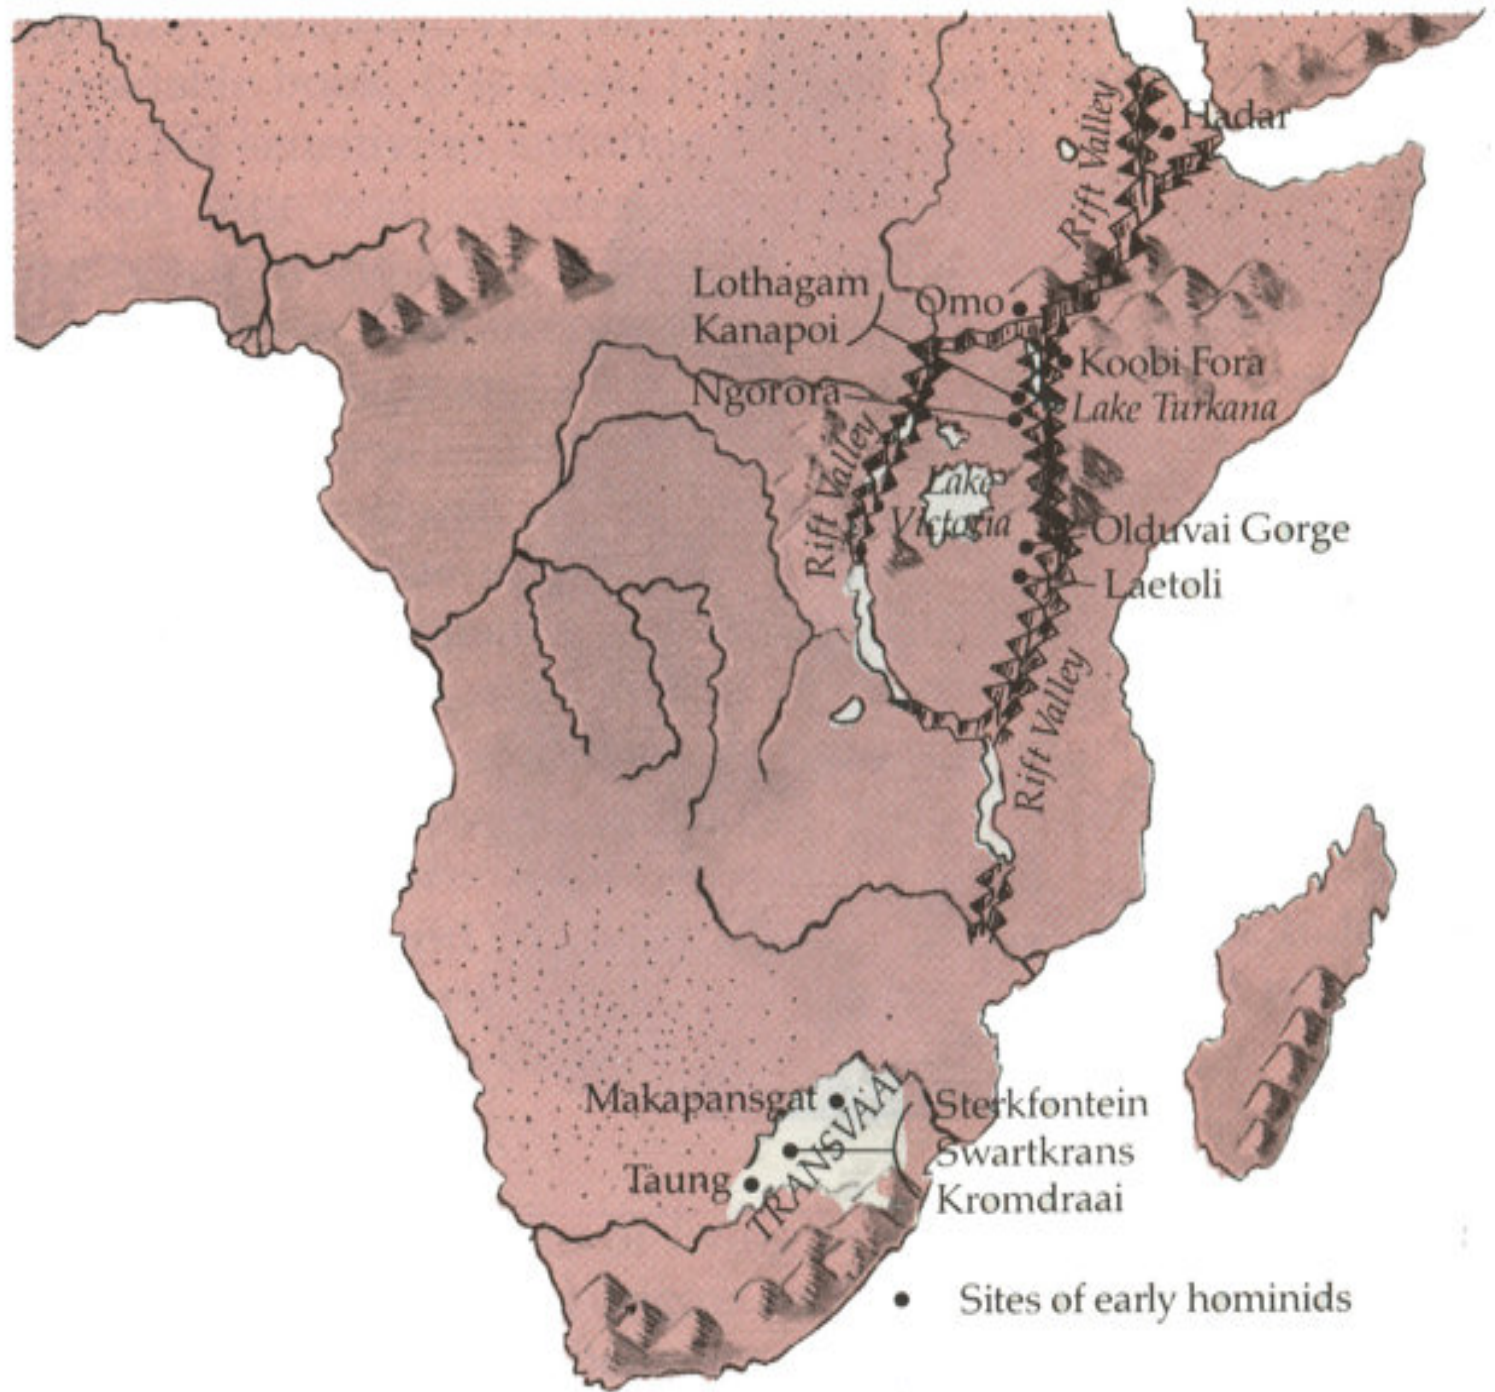 Rift Valley
Hadar
Lothagam
Kanapoi
Omo
Ngorora
Koobi Fora
Lake Turkana
Rift Valley
Lake
Victoria
Olduvai Gorge
Laetoli
Rift Valley
Makapansgat
TRANSVAAL
Sterkfontein
Swartkrans
Kromdraai
Taung
Sites of early hominids